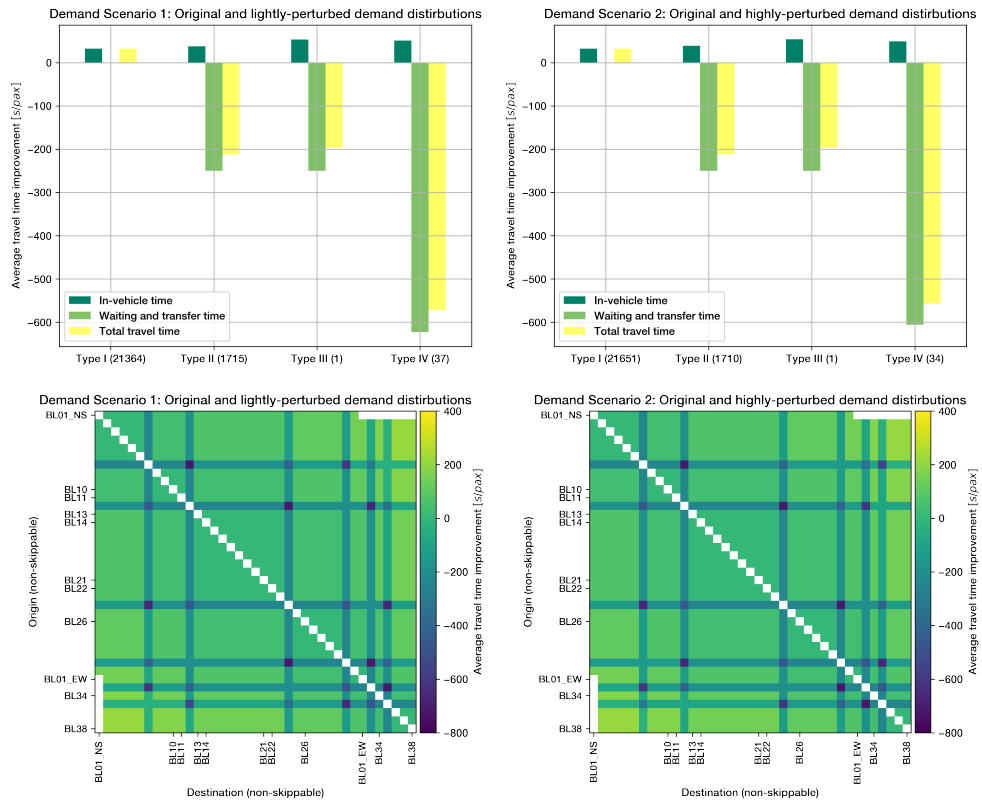 Demand Scenario 1: Original and lightly-perturbed demand distirbutions
Average travel time improvement [s/pax]
0
−100
−200
−300
−400
−500
−600
In-vehicle time
Waiting and transfer time
Total travel time
Type I (21364)
Type II (1715)
Type III (1)
Type IV (37)
Demand Scenario 2: Original and highly-perturbed demand distirbutions
Average travel time improvement [s/pax]
0
−100
−200
−300
−400
−500
−600
In-vehicle time
Waiting and transfer time
Total travel time
Type I (21651)
Type II (1710)
Type III (1)
Type IV (34)
Demand Scenario 1: Original and lightly-perturbed demand distirbutions
Origin (non-skippable)
BL01_NS
BL10
BL11
BL13
BL14
BL21
BL22
BL26
BL01_EW
BL34
BL38
BL01_NS
BL10
BL11
BL13
BL14
BL21
BL22
BL26
BL01_EW
BL34
BL38
Destination (non-skippable)
400
200
0
−200
−400
−600
−800
Average travel time improvement [s/pax]
Demand Scenario 2: Original and highly-perturbed demand distirbutions
Origin (non-skippable)
BL01_NS
BL10
BL11
BL13
BL14
BL21
BL22
BL26
BL01_EW
BL34
BL38
BL01_NS
BL10
BL11
BL13
BL14
BL21
BL22
BL26
BL01_EW
BL34
BL38
Destination (non-skippable)
400
200
0
−200
−400
−600
−800
Average travel time improvement [s/pax]